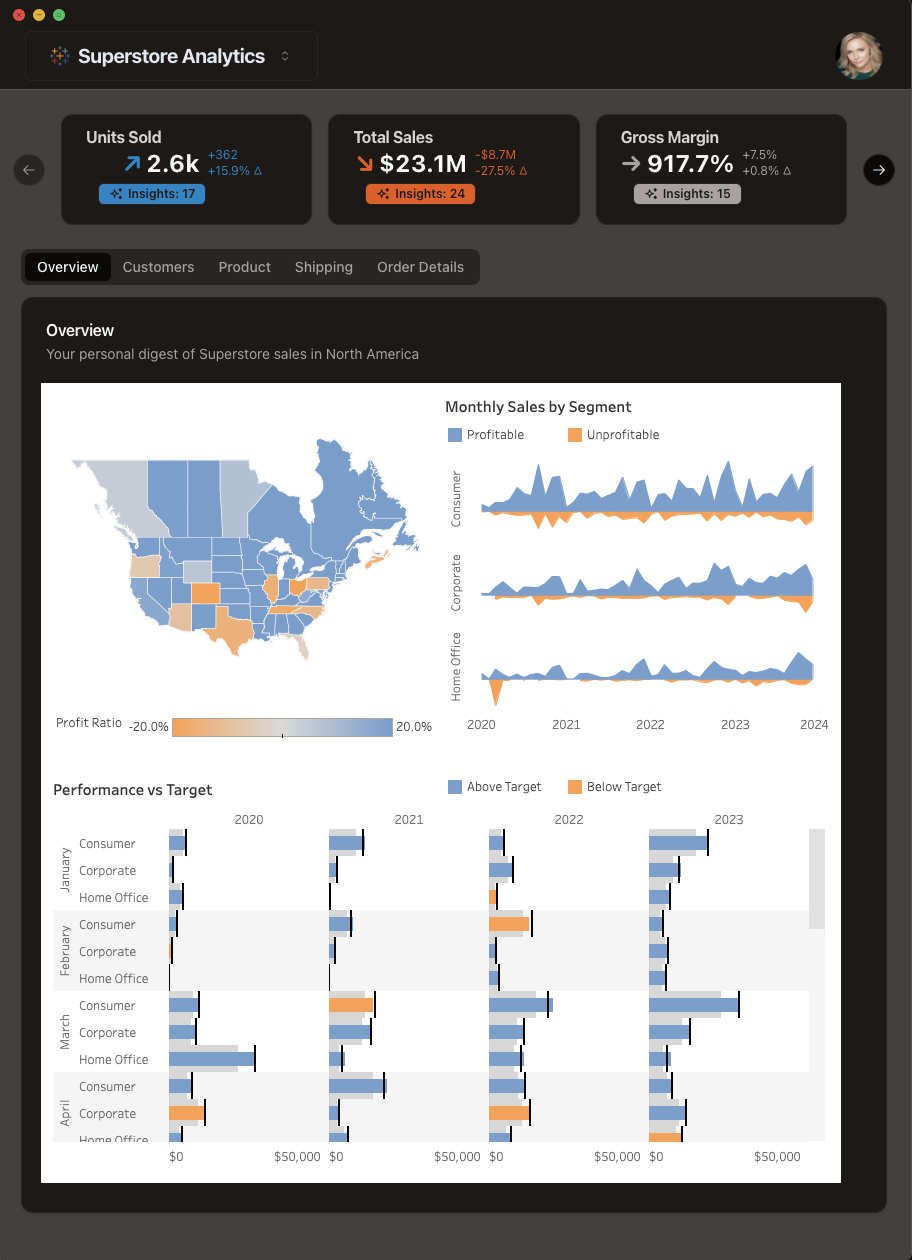 Superstore Analytics
Units Sold
2.6k
+362
+15.9% Δ
Insights: 17
Total Sales
$23.1M
-$8.7M
-27.5% Δ
Insights: 24
Gross Margin
917.7%
+7.5%
+0.8% Δ
Insights: 15
Overview Customers Product Shipping Order Details
Overview
Your personal digest of Superstore sales in North America
Profit Ratio -20.0% 20.0%
Monthly Sales by Segment
Profitable Unprofitable
Consumer
Corporate
Home Office
2020 2021 2022 2023 2024
Performance vs Target
Above Target Below Target
2020 2021 2022 2023
January
Consumer
Corporate
Home Office
February
Consumer
Corporate
Home Office
March
Consumer
Corporate
Home Office
April
Consumer
Corporate
Home Office
$0 $50,000 $0 $50,000 $0 $50,000 $0 $50,000